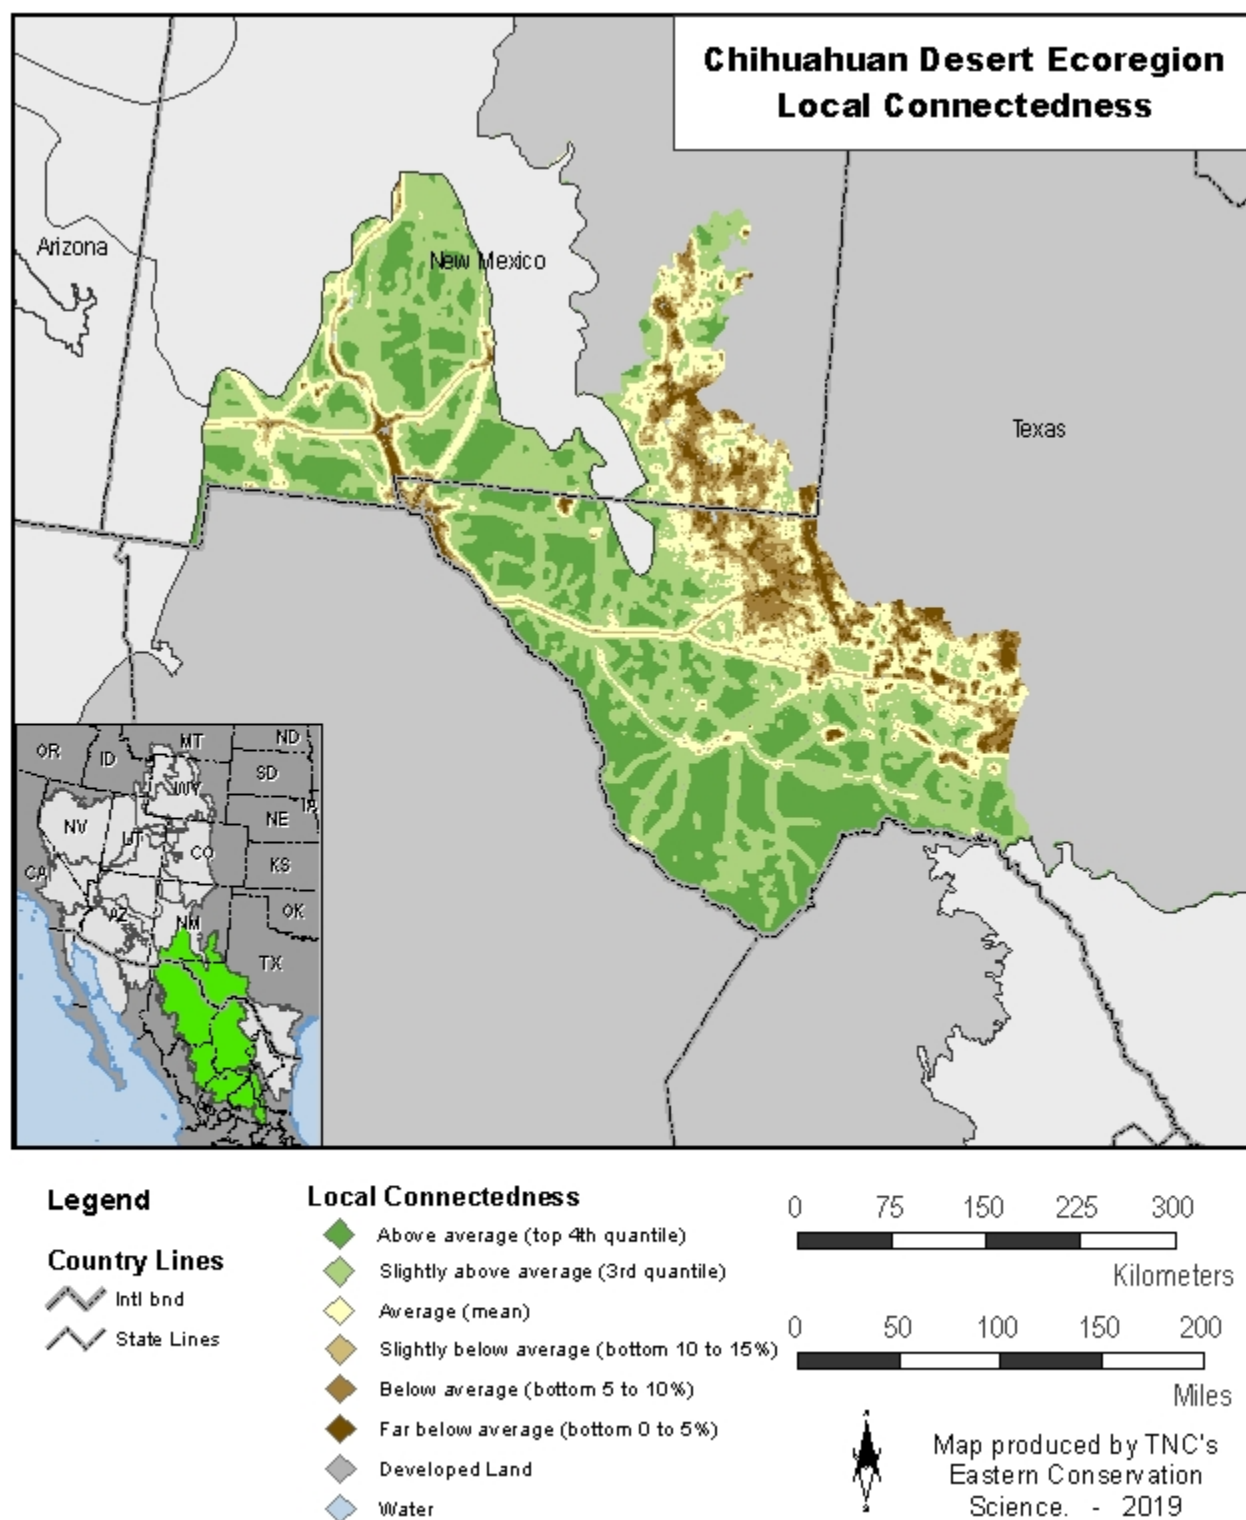 Chihuahuan Desert Ecoregion
Local Connectedness
Arizona
New Mexico
Texas
OR
ID
MT
ND
SD
WY
IA
NE
NV
UT
CO
CA
KS
AZ
NM
OK
TX
Legend
Country Lines
Intl bnd
State Lines
Local Connectedness
Above average (top 4th quantile)
Slightly above average (3rd quantile)
Average (mean)
Slightly below average (bottom 10 to 15%)
Below average (bottom 5 to 10%)
Far below average (bottom 0 to 5%)
Developed Land
Water
0 75 150 225 300
Kilometers
0 50 100 150 200
Miles
Map produced by TNC's
Eastern Conservation
Science. - 2019